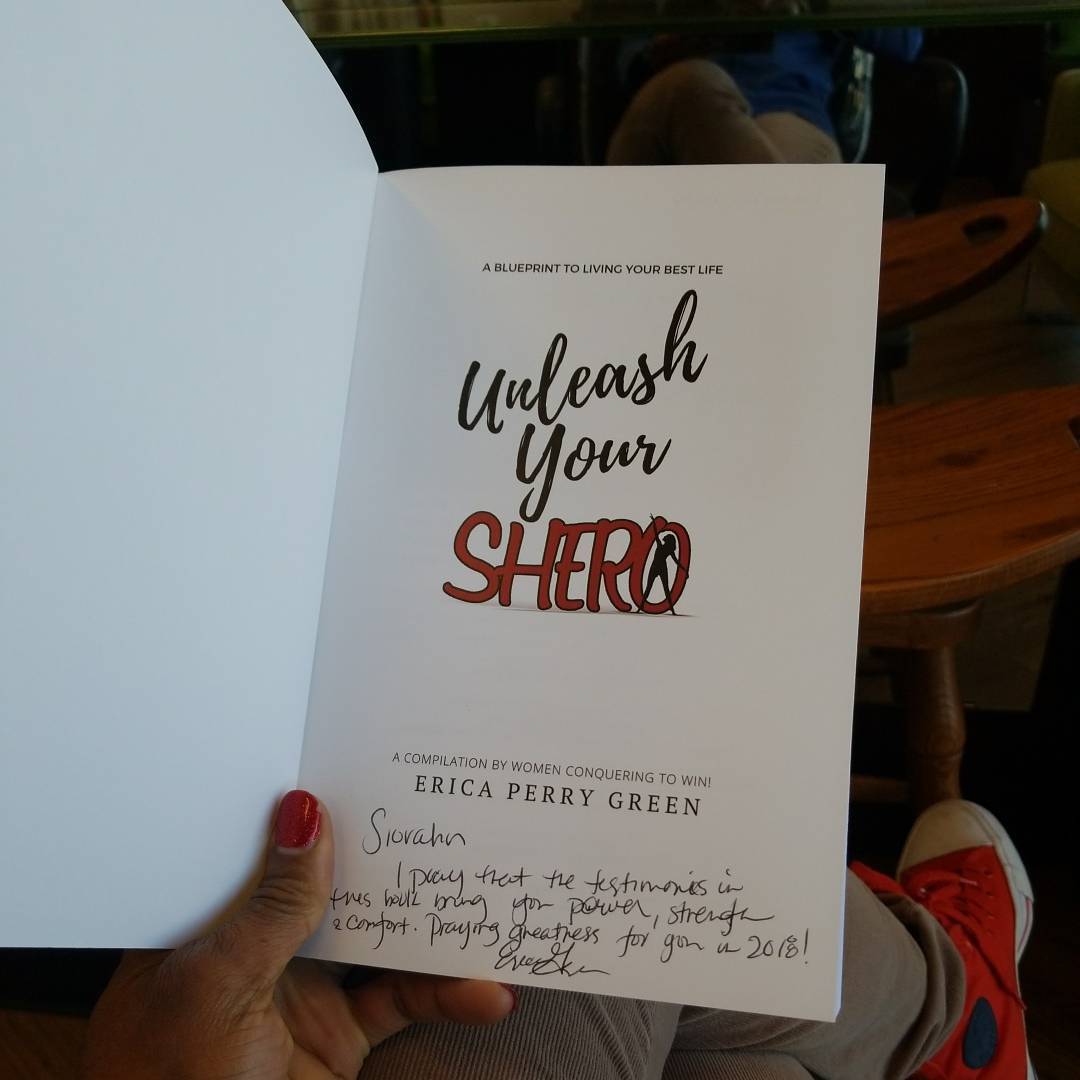 A BLUEPRINT TO LIVING YOUR BEST LIFE
Unleash
Your
SHERO
A COMPILATION BY WOMEN CONQUERING TO WIN!
ERICA PERRY GREEN
Siovahn
I pray that the testimonies in
this book bring you power, strength
& comfort. Praying greatness for you in 2018!